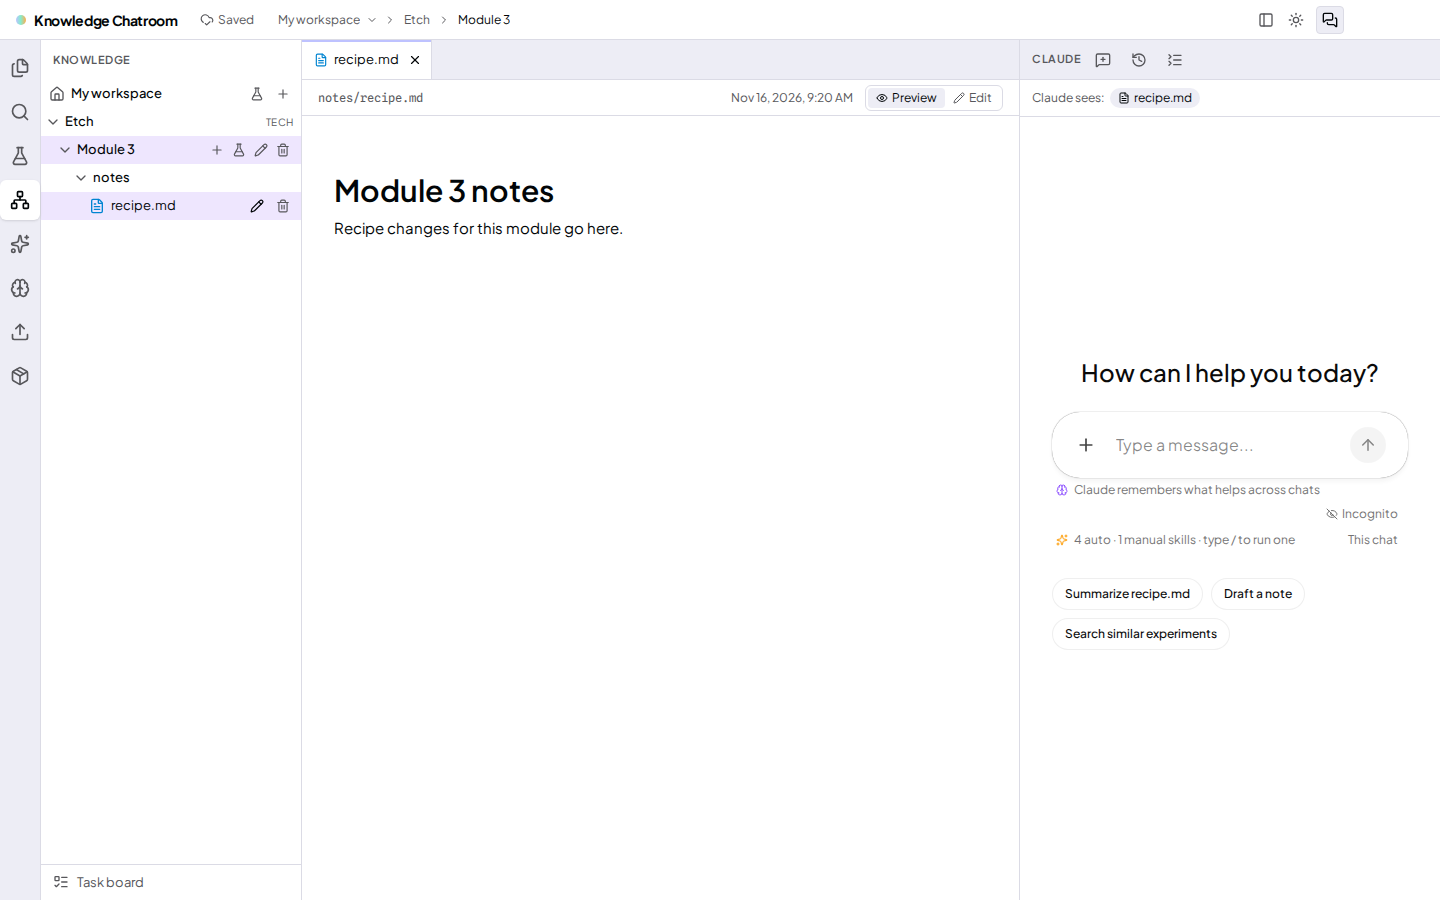 Knowledge Chatroom
Saved
My workspace
Etch
Module 3
KNOWLEDGE
My workspace
Etch
TECH
Module 3
notes
recipe.md
Task board
recipe.md
notes/recipe.md
Nov 16, 2026, 9:20 AM
Preview
Edit
Module 3 notes
Recipe changes for this module go here.
CLAUDE
Claude sees:
recipe.md
How can I help you today?
Type a message...
Claude remembers what helps across chats
Incognito
4 auto · 1 manual skills · type / to run one
This chat
Summarize recipe.md
Draft a note
Search similar experiments